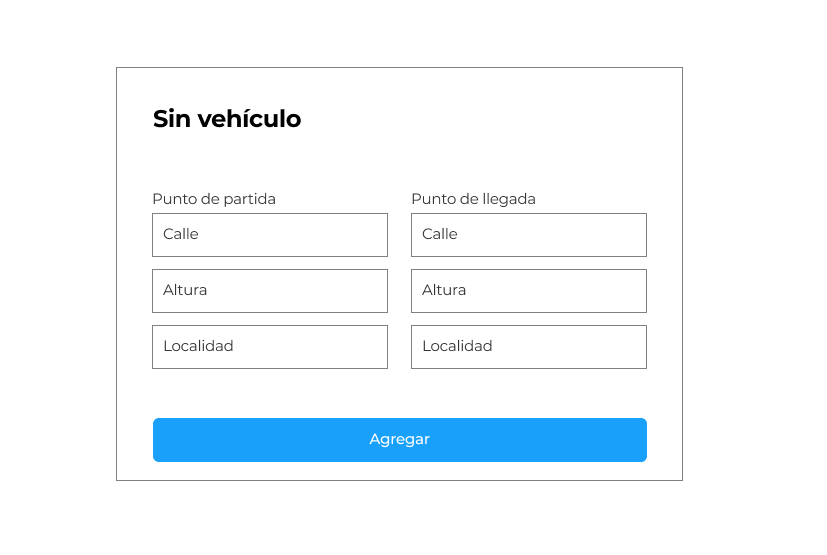 Sin vehículo
Punto de partida
Calle
Altura
Localidad
Punto de llegada
Calle
Altura
Localidad
Agregar